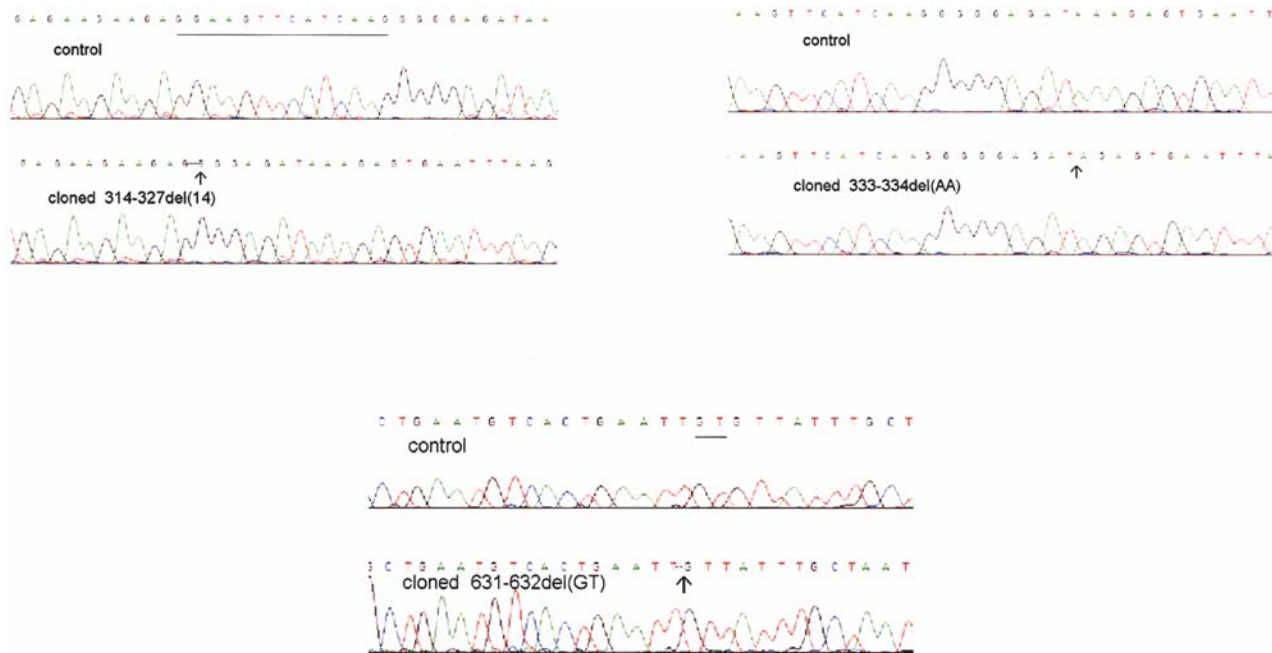 G A G A A G A A G A G G A A G T T C A T C A A G G G G G A G A T A A
control
G A G A A G A A G A G–G G G A G A T A A A G A G T G A A T T T A A G
↑
cloned 314-327del(14)
A A G T T C A T C A A G G G G G A G A T A A A G A G T G A A T T
control
A A G T T C A T C A A G G G G G A G A T A G A G T G A A T T T A
↑
cloned 333-334del(AA)
C T G A A T G T C A C T G A A T T G T G T T A T T T G C T
control
G C T G A A T G T C A C T G A A T T-G T T A T T T G C T A A T
cloned 631-632del(GT) ↑